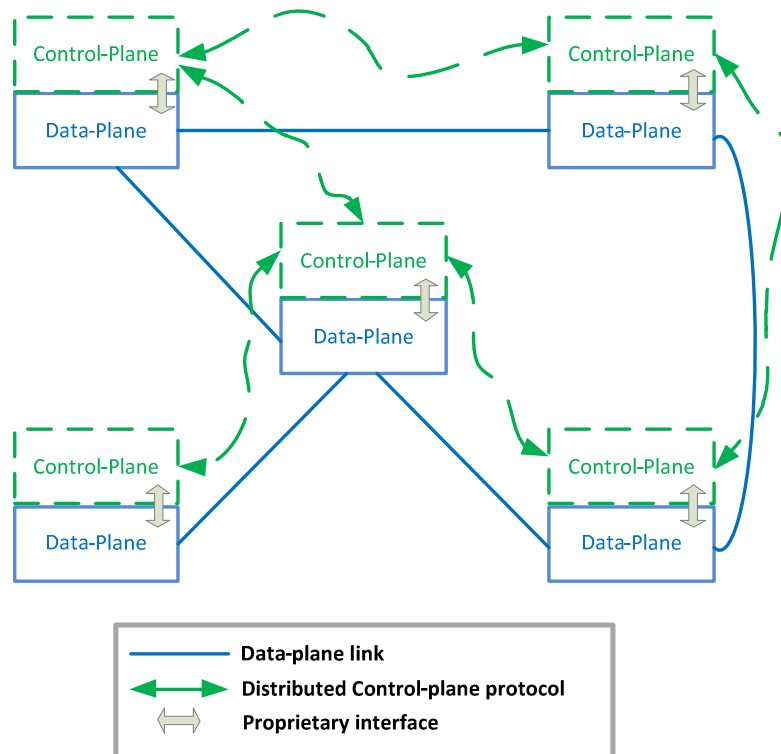 Control-Plane
Data-Plane
Control-Plane
Data-Plane
Control-Plane
Data-Plane
Control-Plane
Data-Plane
Control-Plane
Data-Plane
Data-plane link
Distributed Control-plane protocol
Proprietary interface